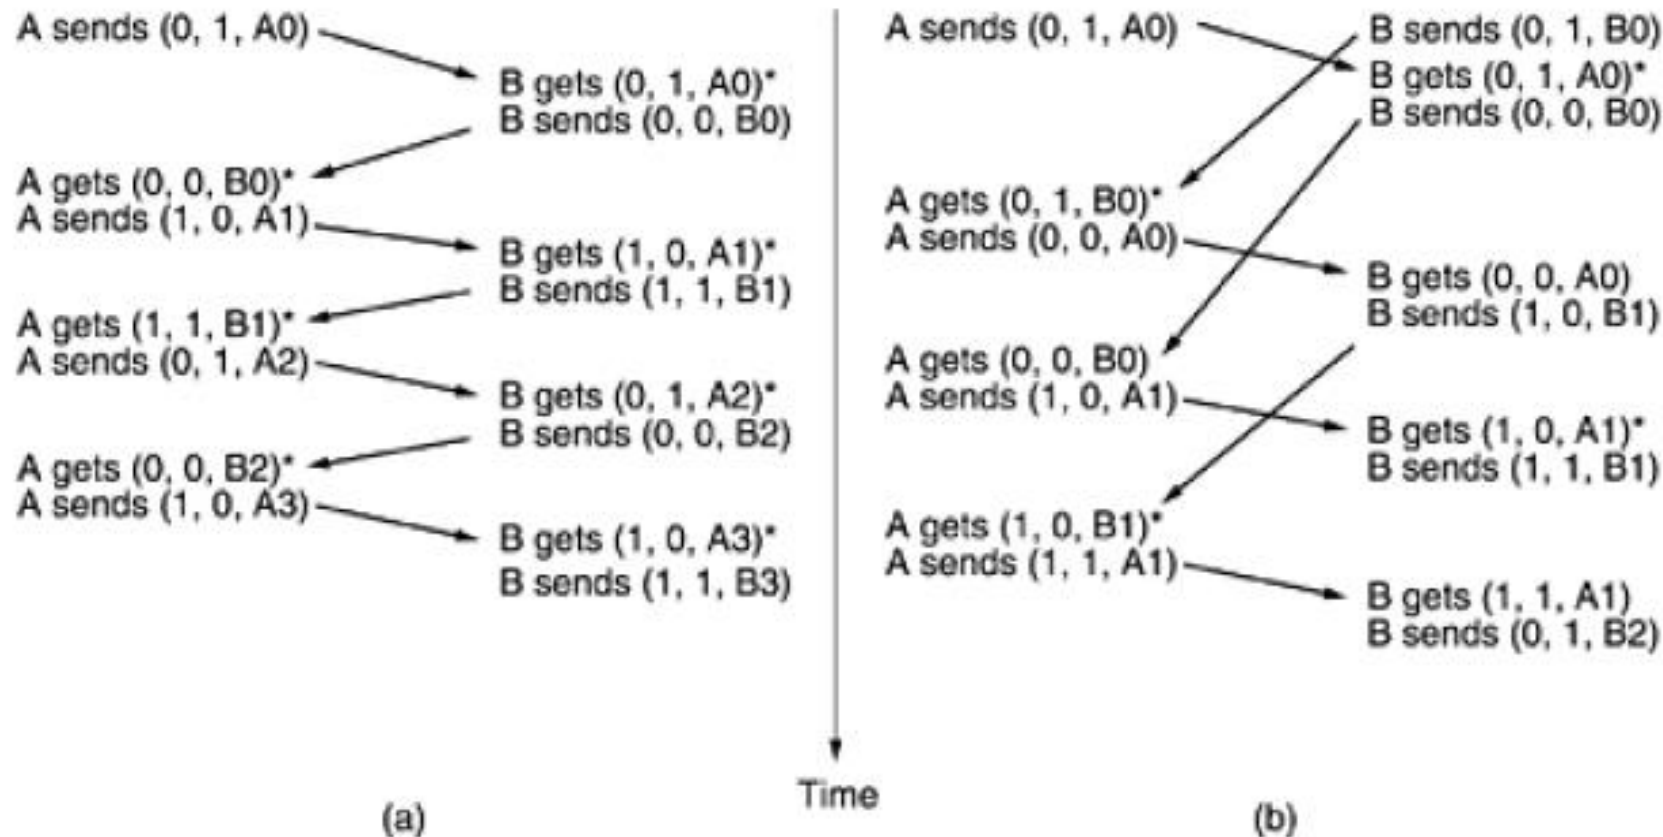 A sends (0, 1, A0)
B gets (0, 1, A0)*
B sends (0, 0, B0)
A gets (0, 0, B0)*
A sends (1, 0, A1)
B gets (1, 0, A1)*
B sends (1, 1, B1)
A gets (1, 1, B1)*
A sends (0, 1, A2)
B gets (0, 1, A2)*
B sends (0, 0, B2)
A gets (0, 0, B2)*
A sends (1, 0, A3)
B gets (1, 0, A3)*
B sends (1, 1, B3)
(a)
Time
A sends (0, 1, A0)
B sends (0, 1, B0)
B gets (0, 1, A0)*
B sends (0, 0, B0)
A gets (0, 1, B0)*
A sends (0, 0, A0)
B gets (0, 0, A0)
B sends (1, 0, B1)
A gets (0, 0, B0)
A sends (1, 0, A1)
B gets (1, 0, A1)*
B sends (1, 1, B1)
A gets (1, 0, B1)*
A sends (1, 1, A1)
B gets (1, 1, A1)
B sends (0, 1, B2)
(b)